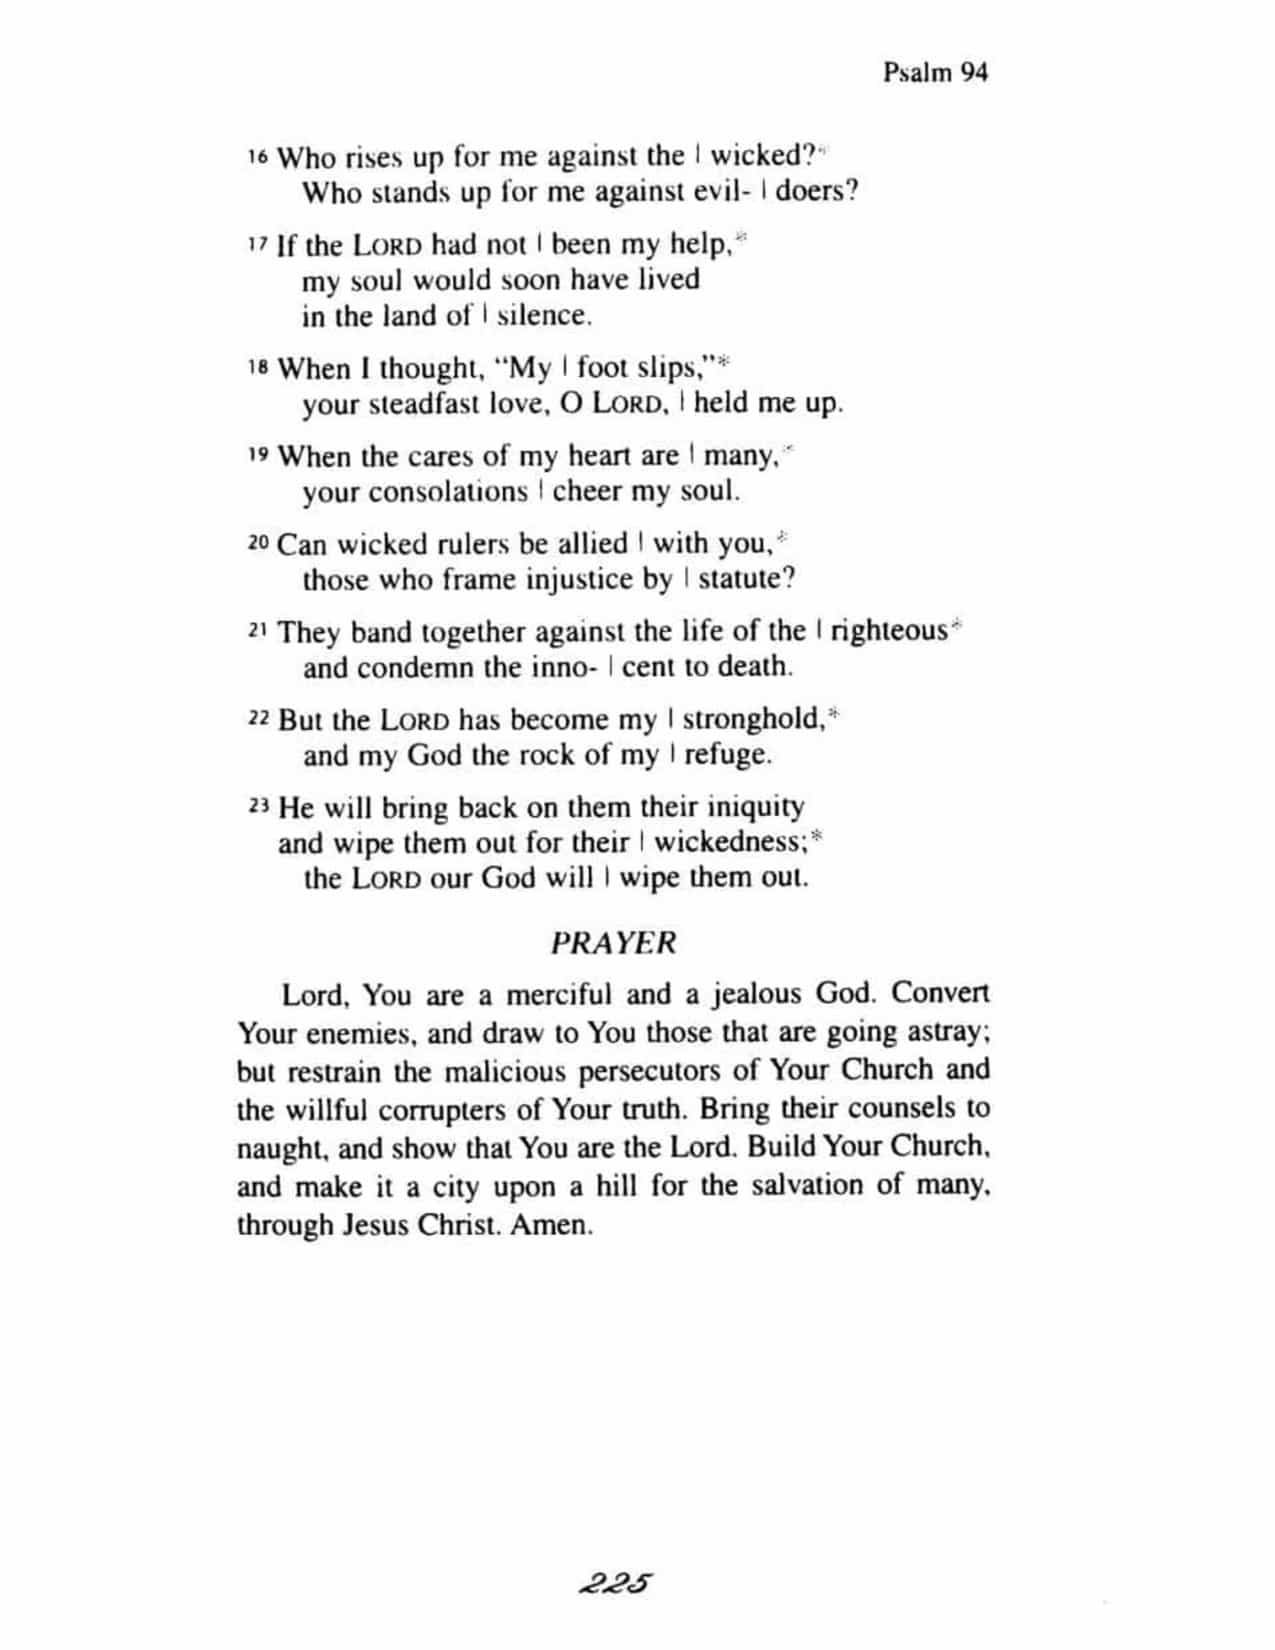 Psalm 94
16 Who rises up for me against the | wicked?*
Who stands up for me against evil- | doers?
17 If the LORD had not | been my help,*
my soul would soon have lived
in the land of | silence.
18 When I thought, “My | foot slips,”*
your steadfast love, O LORD, | held me up.
19 When the cares of my heart are | many,*
your consolations | cheer my soul.
20 Can wicked rulers be allied | with you,*
those who frame injustice by | statute?
21 They band together against the life of the | righteous*
and condemn the inno- | cent to death.
22 But the LORD has become my | stronghold,*
and my God the rock of my | refuge.
23 He will bring back on them their iniquity
and wipe them out for their | wickedness;*
the LORD our God will | wipe them out.
PRAYER
Lord, You are a merciful and a jealous God. Convert
Your enemies, and draw to You those that are going astray;
but restrain the malicious persecutors of Your Church and
the willful corrupters of Your truth. Bring their counsels to
naught, and show that You are the Lord. Build Your Church,
and make it a city upon a hill for the salvation of many,
through Jesus Christ. Amen.
225